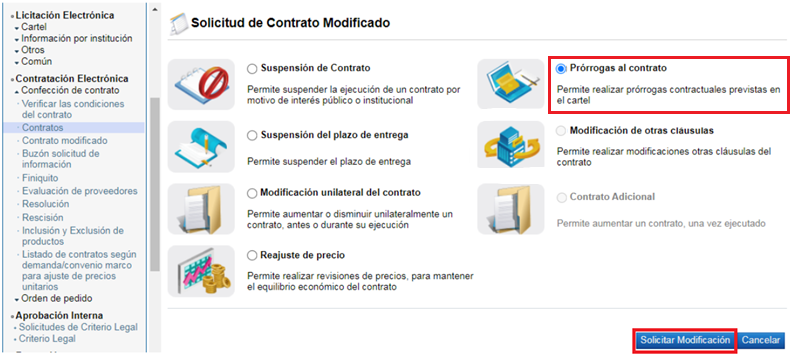 Licitación Electrónica
Cartel
Información por institución
Otros
Común
Contratación Electrónica
Confección de contrato
Verificar las condiciones
del contrato
Contratos
Contrato modificado
Buzón solicitud de
información
Finiquito
Evaluación de proveedores
Resolución
Rescisión
Inclusión y Exclusión de
productos
Listado de contratos según
demanda/convenio marco
para ajuste de precios
unitarios
Orden de pedido
Aprobación Interna
Solicitudes de Criterio Legal
Criterio Legal
Solicitud de Contrato Modificado
Suspensión de Contrato
Permite suspender la ejecución de un contrato por
motivo de interés público o institucional
Prórrogas al contrato
Permite realizar prórrogas contractuales previstas en
el cartel
Suspensión del plazo de entrega
Permite suspender el plazo de entrega
Modificación de otras cláusulas
Permite realizar modificaciones otras cláusulas del
contrato
Modificación unilateral del contrato
Permite aumentar o disminuir unilateralmente un
contrato, antes o durante su ejecución
Contrato Adicional
Permite aumentar un contrato, una vez ejecutado
Reajuste de precio
Permite realizar revisiones de precios, para mantener
el equilibrio económico del contrato
Solicitar Modificación
Cancelar